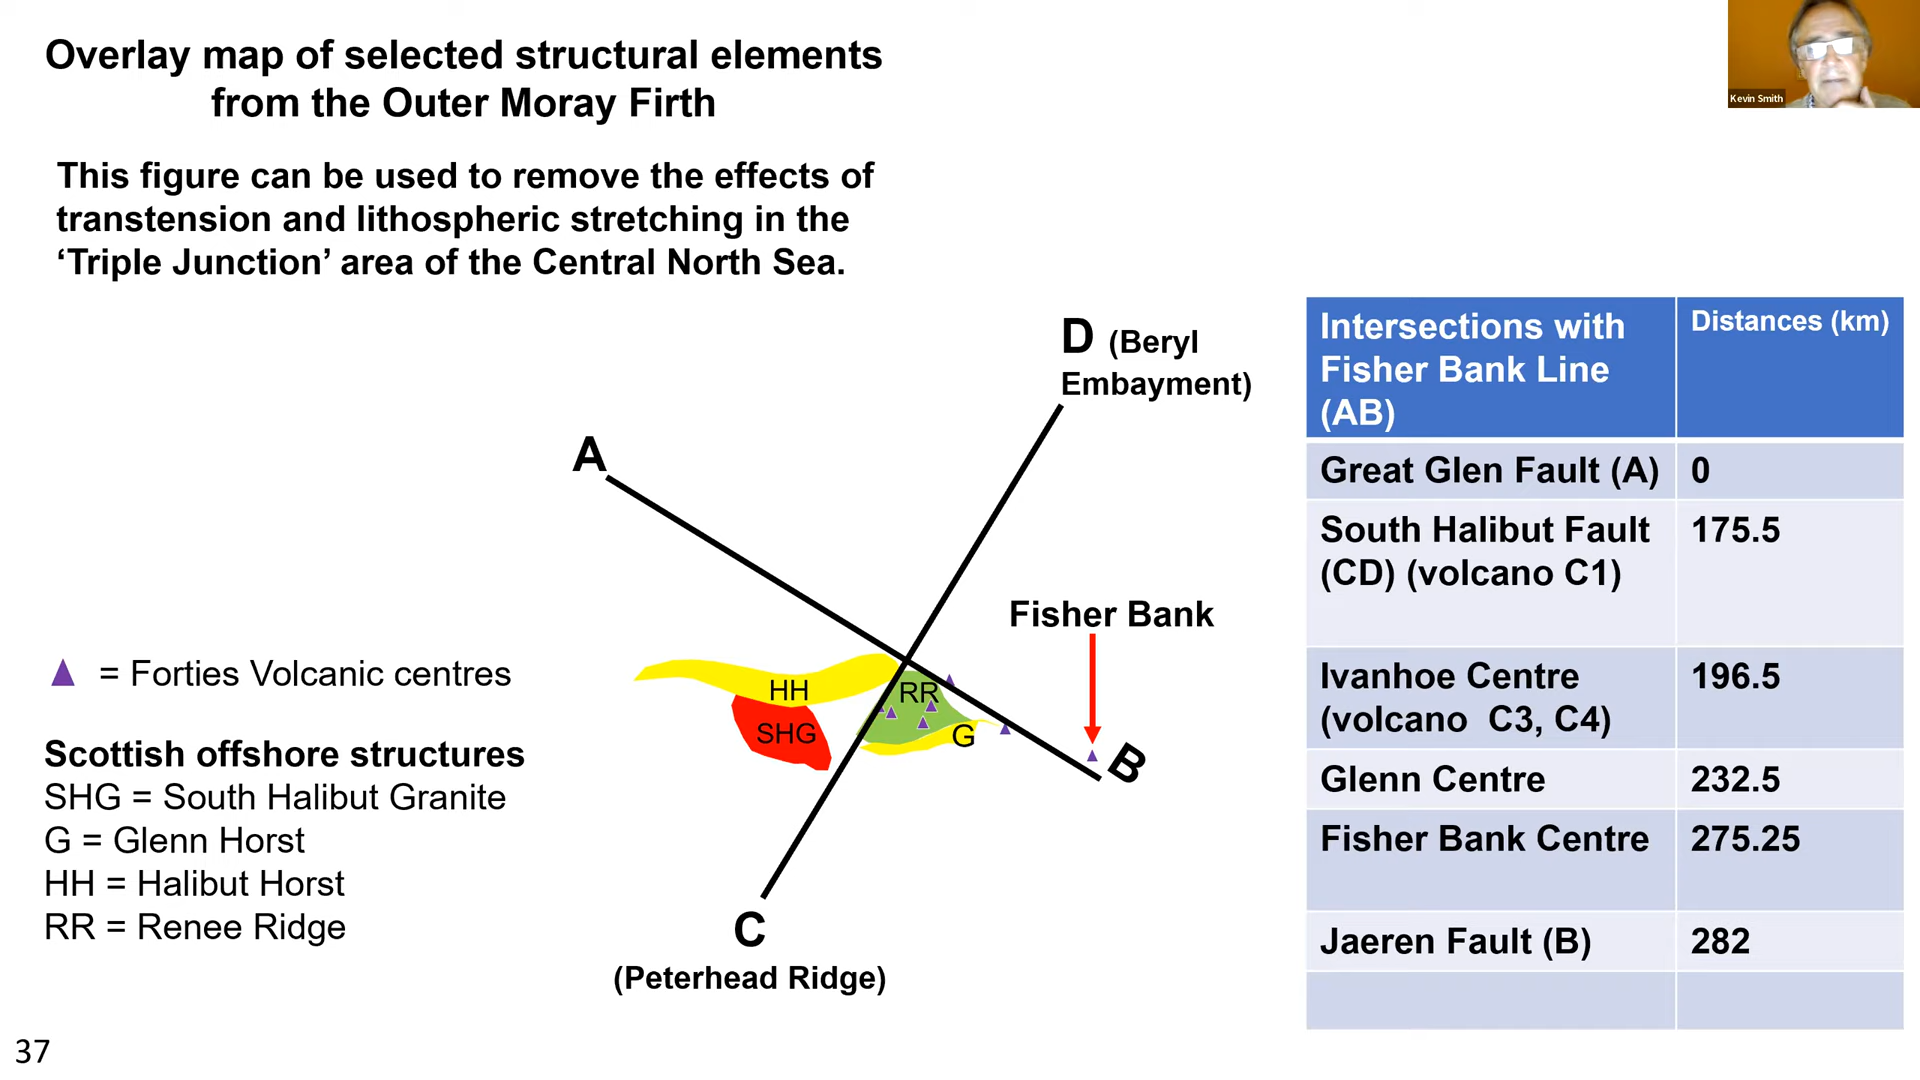 Overlay map of selected structural elements
from the Outer Moray Firth
This figure can be used to remove the effects of
transtension and lithospheric stretching in the
‘Triple Junction’ area of the Central North Sea.
Kevin Smith
D (Beryl
Embayment)
A
Fisher Bank
HH
RR
SHG
G
B
C
(Peterhead Ridge)
= Forties Volcanic centres
Scottish offshore structures
SHG = South Halibut Granite
G = Glenn Horst
HH = Halibut Horst
RR = Renee Ridge
Intersections with
Fisher Bank Line
(AB)
Distances (km)
Great Glen Fault (A) 0
South Halibut Fault 175.5
(CD) (volcano C1)
Ivanhoe Centre 196.5
(volcano C3, C4)
Glenn Centre 232.5
Fisher Bank Centre 275.25
Jaeren Fault (B) 282
37